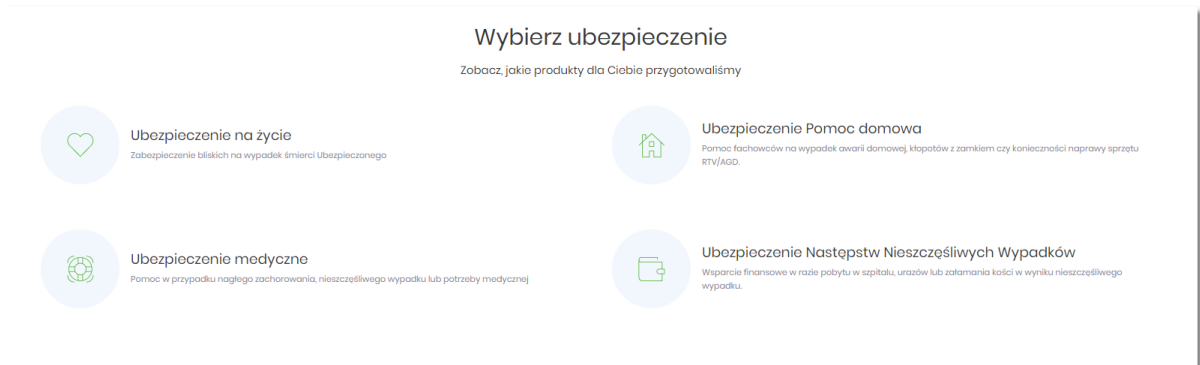 Wybierz ubezpieczenie
Zobacz, jakie produkty dla Ciebie przygotowaliśmy
Ubezpieczenie na życie
Zabezpieczenie bliskich na wypadek śmierci Ubezpieczonego
Ubezpieczenie Pomoc domowa
Pomoc fachowców na wypadek awarii domowej, kłopotów z zamkiem czy konieczności naprawy sprzętu
RTV/AGD.
Ubezpieczenie medyczne
Pomoc w przypadku nagłego zachorowania, nieszczęśliwego wypadku lub potrzeby medycznej
Ubezpieczenie Następstw Nieszczęśliwych Wypadków
Wsparcie finansowe w razie pobytu w szpitalu, urazów lub załamania kości w wyniku nieszczęśliwego
wypadku.